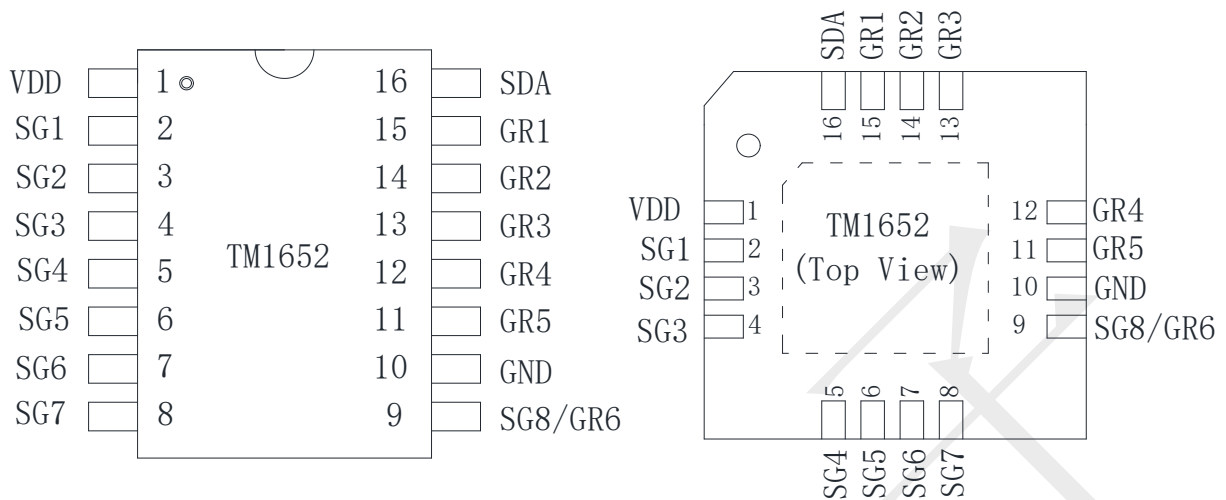 VDD 1 16 SDA
SG1 2 15 GR1
SG2 3 14 GR2
SG3 4 13 GR3
TM1652
SG4 5 12 GR4
SG5 6 11 GR5
SG6 7 10 GND
SG7 8 9 SG8/GR6
SDA GR1 GR2 GR3
16 15 14 13
VDD 1 12 GR4
SG1 2 11 GR5
SG2 3 10 GND
SG3 4 9 SG8/GR6
TM1652
(Top View)
5 6 7 8
SG4 SG5 SG6 SG7